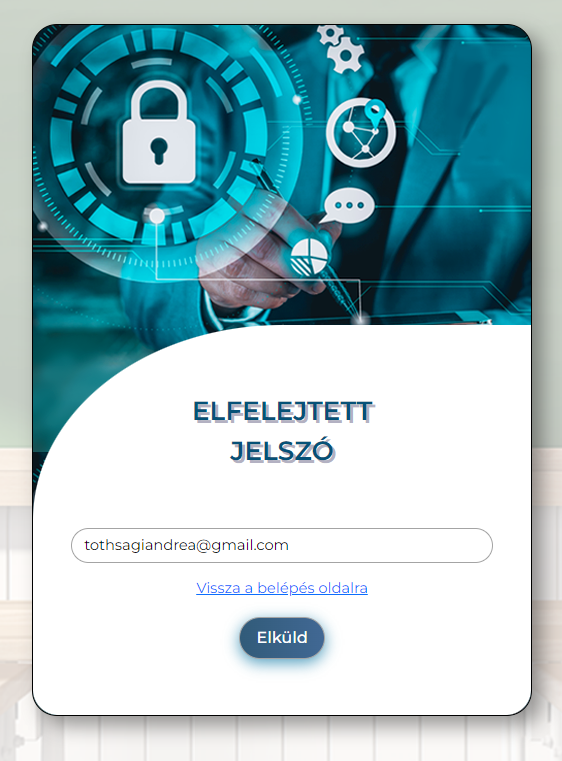 ELFELEJTETT
JELSZÓ
tothsagiandrea@gmail.com
Vissza a belépés oldalra
Elküld